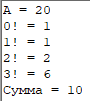 A = 20
0! = 1
1! = 1
2! = 2
3! = 6
Сумма = 10